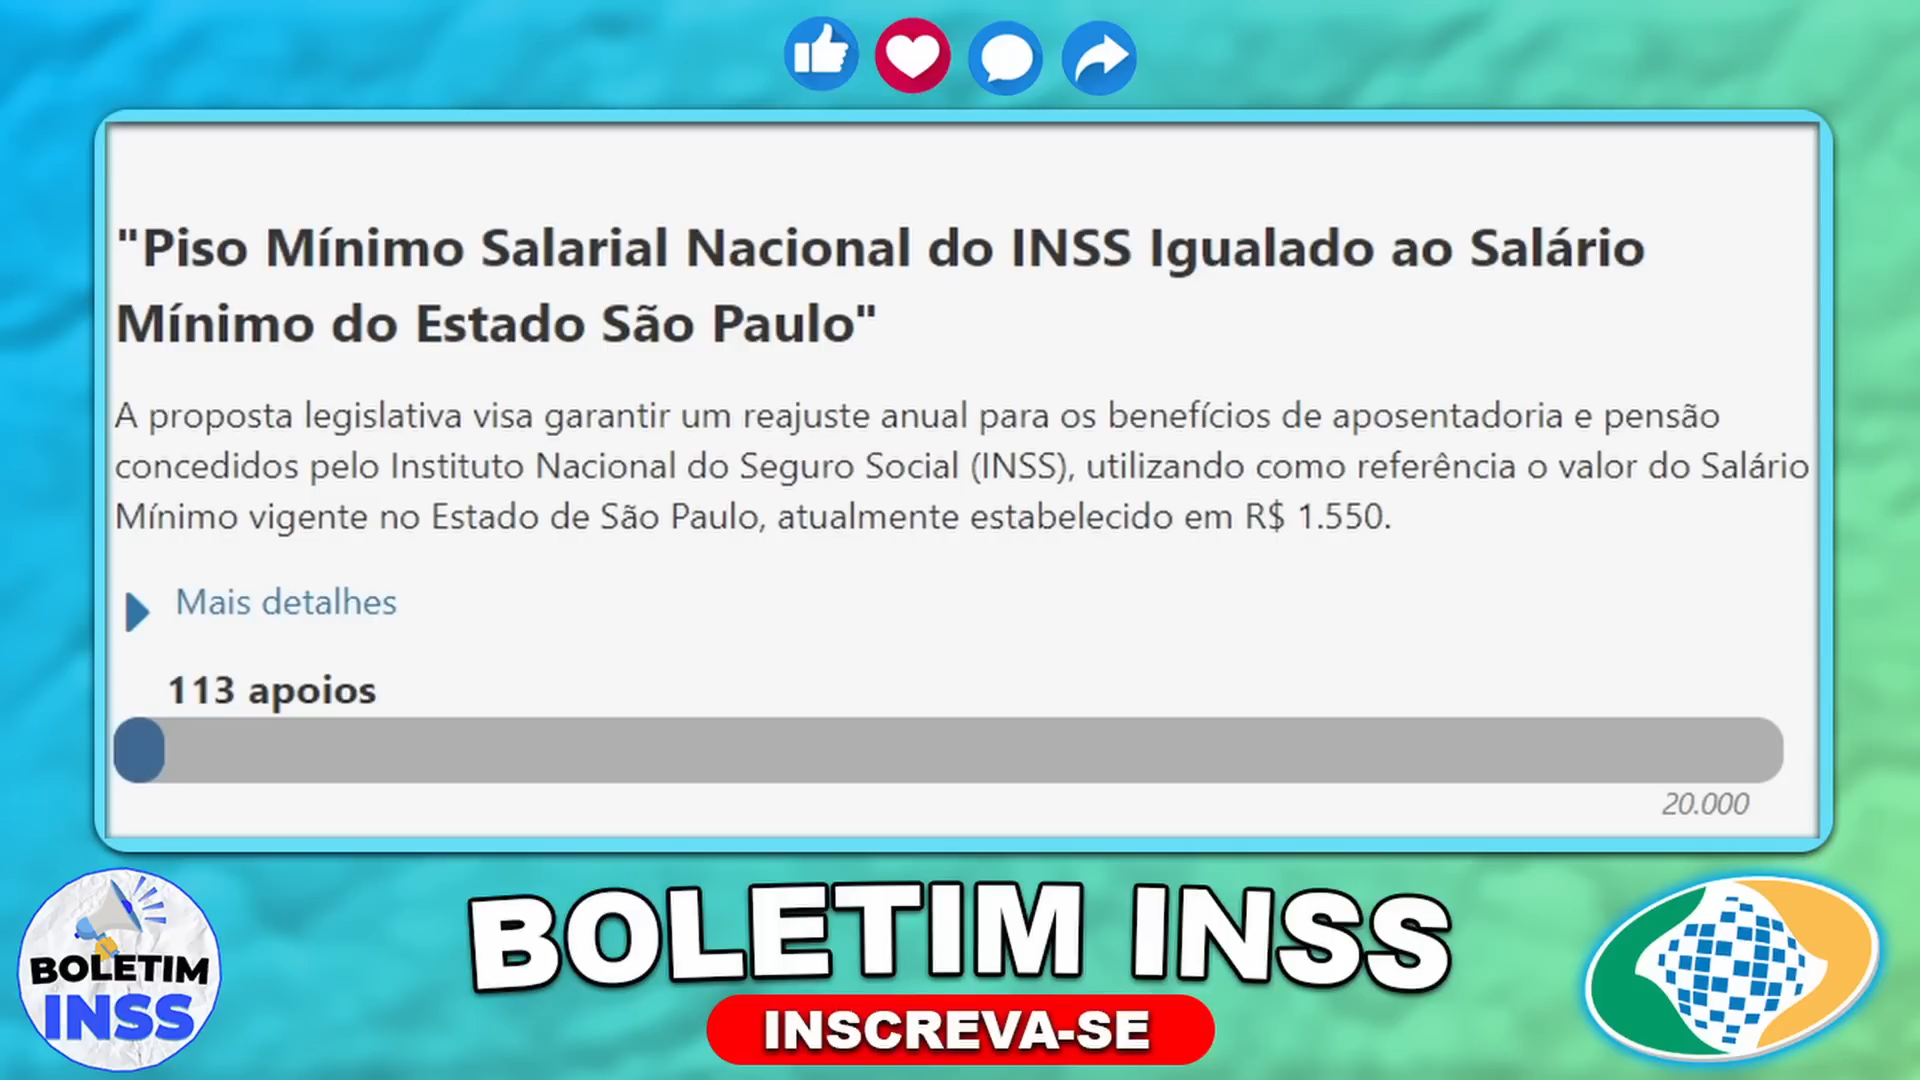 "Piso Mínimo Salarial Nacional do INSS Igualado ao Salário
Mínimo do Estado São Paulo"
A proposta legislativa visa garantir um reajuste anual para os benefícios de aposentadoria e pensão
concedidos pelo Instituto Nacional do Seguro Social (INSS), utilizando como referência o valor do Salário
Mínimo vigente no Estado de São Paulo, atualmente estabelecido em R$ 1.550.
Mais detalhes
113 apoios
20.000
BOLETIM
INSS
BOLETIM INSS
INSCREVA-SE